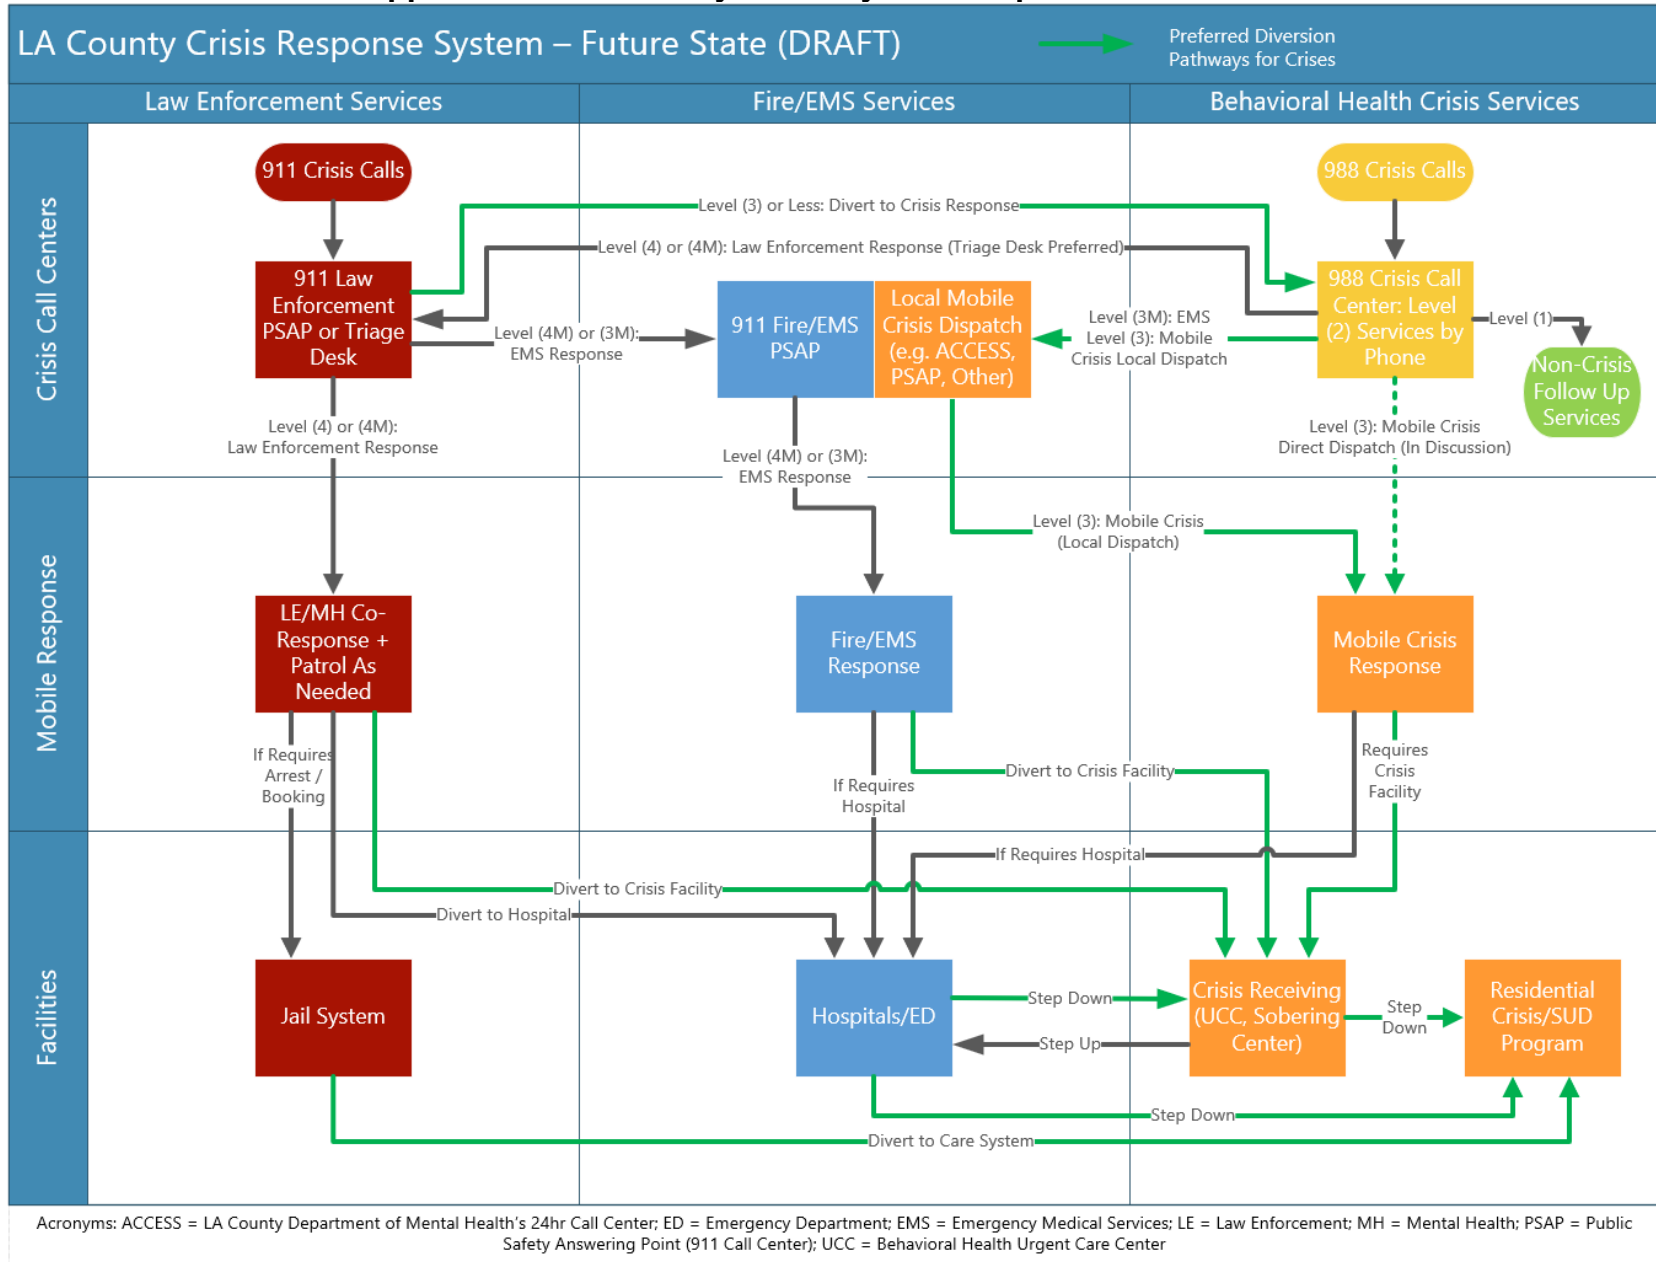 LA County Crisis Response System – Future State (DRAFT)
Preferred Diversion
Pathways for Crises
Law Enforcement Services
Fire/EMS Services
Behavioral Health Crisis Services
Crisis Call Centers
911 Crisis Calls
988 Crisis Calls
Level (3) or Less: Divert to Crisis Response
Level (4) or (4M): Law Enforcement Response (Triage Desk Preferred)
911 Law
Enforcement
PSAP or Triage
Desk
Level (4M) or (3M):
EMS Response
911 Fire/EMS
PSAP
Local Mobile
Crisis Dispatch
(e.g. ACCESS,
PSAP, Other)
Level (3M): EMS
Level (3): Mobile
Crisis Local Dispatch
988 Crisis Call
Center: Level
(2) Services by
Phone
Level (1)
Non-Crisis
Follow Up
Services
Level (4) or (4M):
Law Enforcement Response
Level (4M) or (3M):
EMS Response
Level (3): Mobile Crisis
Direct Dispatch (In Discussion)
Mobile Response
Level (3): Mobile Crisis
(Local Dispatch)
LE/MH Co-
Response +
Patrol As
Needed
Fire/EMS
Response
Mobile Crisis
Response
If Requires
Arrest /
Booking
If Requires
Hospital
Divert to Crisis Facility
Requires
Crisis
Facility
Facilities
If Requires Hospital
Divert to Crisis Facility
Divert to Hospital
Jail System
Hospitals/ED
Step Down
Step Up
Crisis Receiving
(UCC, Sobering
Center)
Step
Down
Residential
Crisis/SUD
Program
Step Down
Divert to Care System
Acronyms: ACCESS = LA County Department of Mental Health's 24hr Call Center; ED = Emergency Department; EMS = Emergency Medical Services; LE = Law Enforcement; MH = Mental Health; PSAP = Public
Safety Answering Point (911 Call Center); UCC = Behavioral Health Urgent Care Center